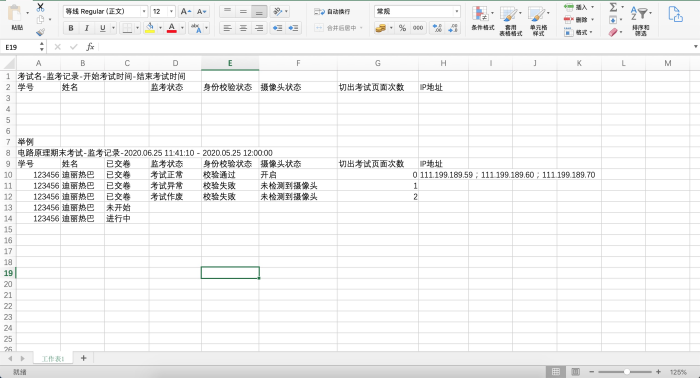 粘贴
等线 Regular (正文) 12
B I U
自动换行
合并后居中
常规
% 000
条件格式 套用表格格式 单元格样式
插入
删除
格式
排序和筛选
E19 fx
A B C D E F G H I J K L M
1 考试名-监考记录-开始考试时间-结束考试时间
2 学号 姓名 监考状态 身份校验状态 摄像头状态 切出考试页面次数 IP地址
3
4
5
6
7 举例
8 电路原理期末考试-监考记录-2020.06.25 11:41:10 - 2020.05.25 12:00:00
9 学号 姓名 已交卷 监考状态 身份校验状态 摄像头状态 切出考试页面次数 IP地址
10 123456 迪丽热巴 已交卷 考试正常 校验通过 开启 0 111.199.189.59；111.199.189.60；111.199.189.70
11 123456 迪丽热巴 已交卷 考试异常 校验失败 未检测到摄像头 1
12 123456 迪丽热巴 已交卷 考试作废 校验失败 未检测到摄像头 2
13 123456 迪丽热巴 未开始
14 123456 迪丽热巴 进行中
15
16
17
18
19
20
21
22
23
24
25
26
工作表1 +
就绪 125%